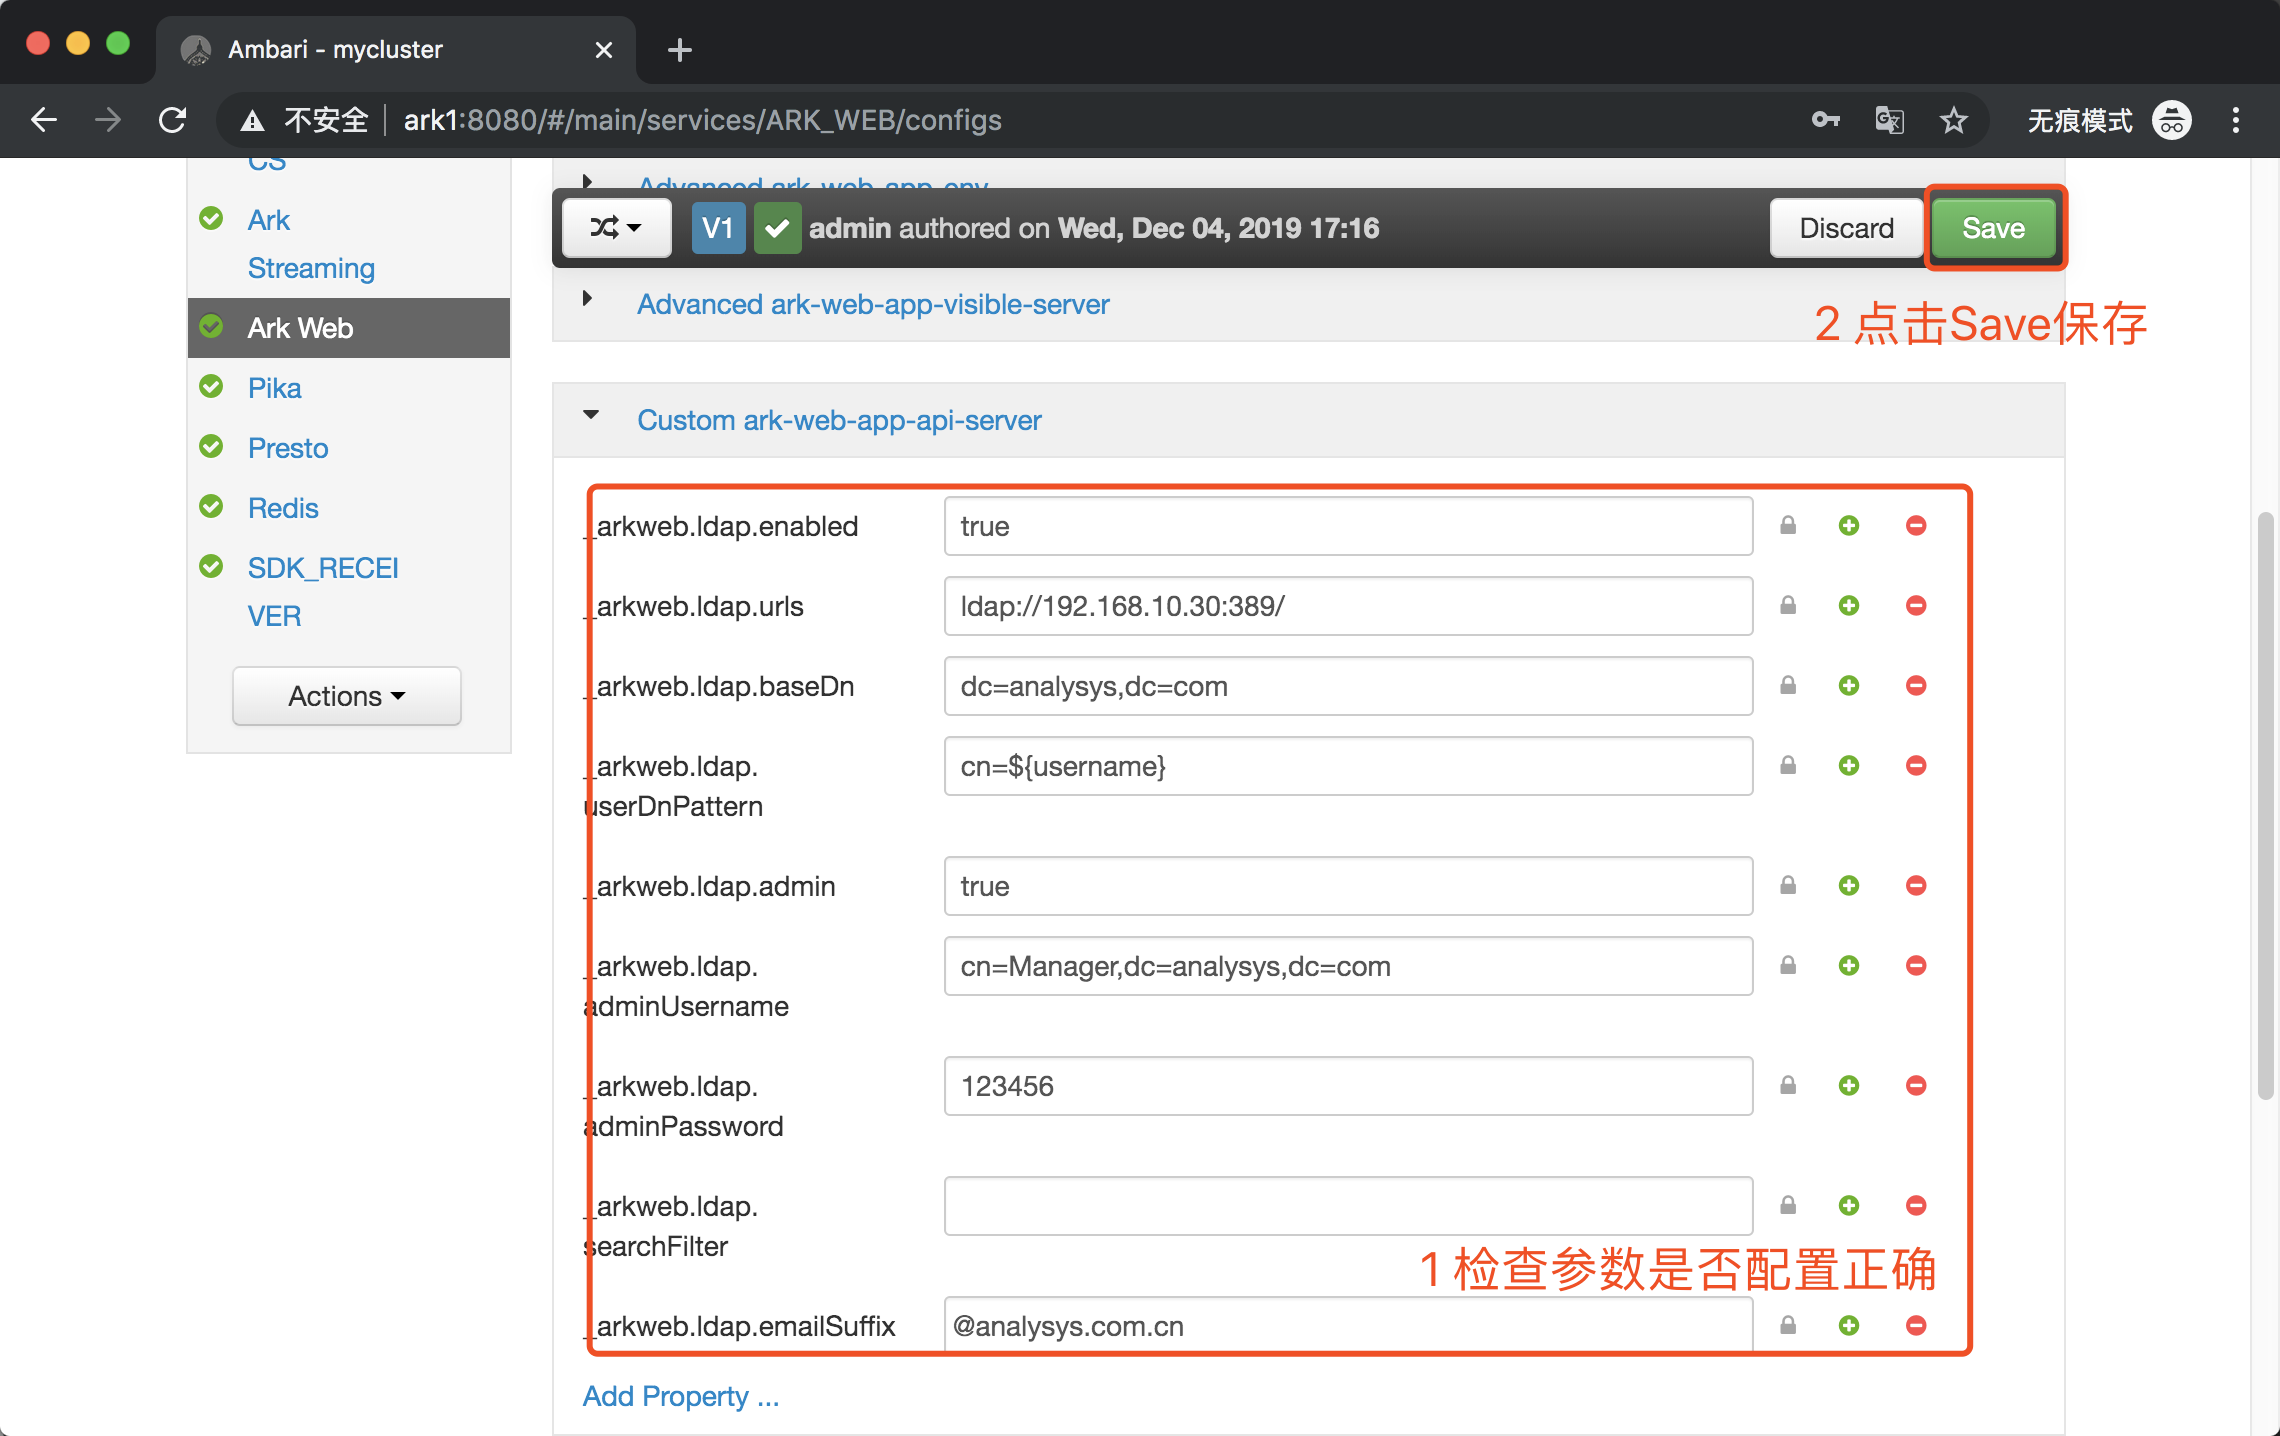 Ambari - mycluster
不安全 ark1:8080/#/main/services/ARK_WEB/configs 无痕模式
CS
Ark
Streaming
Ark Web
Pika
Presto
Redis
SDK_RECEI
VER
Actions
Advanced ark-web-app-env
V1 admin authored on Wed, Dec 04, 2019 17:16 Discard Save
Advanced ark-web-app-visible-server
2 点击Save保存
Custom ark-web-app-api-server
_arkweb.ldap.enabled true
_arkweb.ldap.urls ldap://192.168.10.30:389/
_arkweb.ldap.baseDn dc=analysys,dc=com
_arkweb.ldap. cn=${username}
userDnPattern
_arkweb.ldap.admin true
_arkweb.ldap. cn=Manager,dc=analysys,dc=com
adminUsername
_arkweb.ldap. 123456
adminPassword
_arkweb.ldap.
searchFilter
1 检查参数是否配置正确
_arkweb.ldap.emailSuffix @analysys.com.cn
Add Property ...